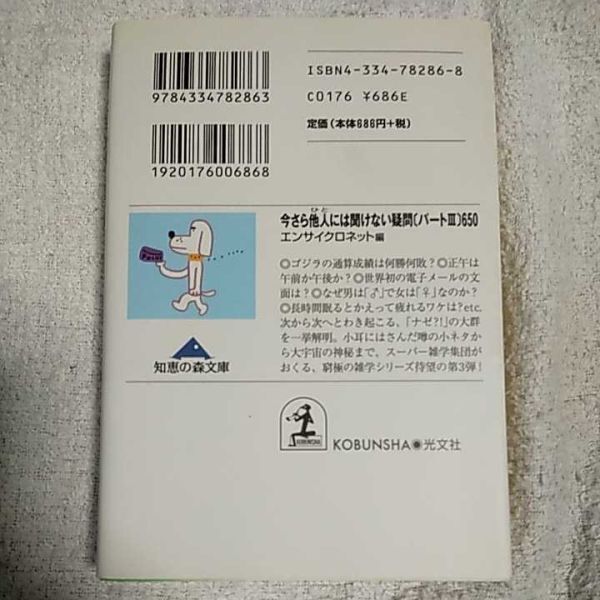 ISBN4-334-78286-8
9784334782863
C0176 ¥686E
定価(本体686円+税)
1920176006868
ひと
今さら他人には聞けない疑問(パートⅢ)650
エンサイクロネット編
◎ゴジラの通算成績は何勝何敗?◎正午は
午前か午後か?◎世界初の電子メールの文
面は?◎なぜ男は「♂」で女は「♀」なのか?
◎長時間眠るとかえって疲れるワケは?etc.
次から次へとわき起こる、「ナゼ?!」の大群
を一挙解明。小耳にはさんだ噂の小ネタか
ら大宇宙の神秘まで、スーパー雑学集団が
おくる、窮極の雑学シリーズ待望の第3弾!
知恵の森文庫
KOBUNSHA
KOBUNSHA◉光文社